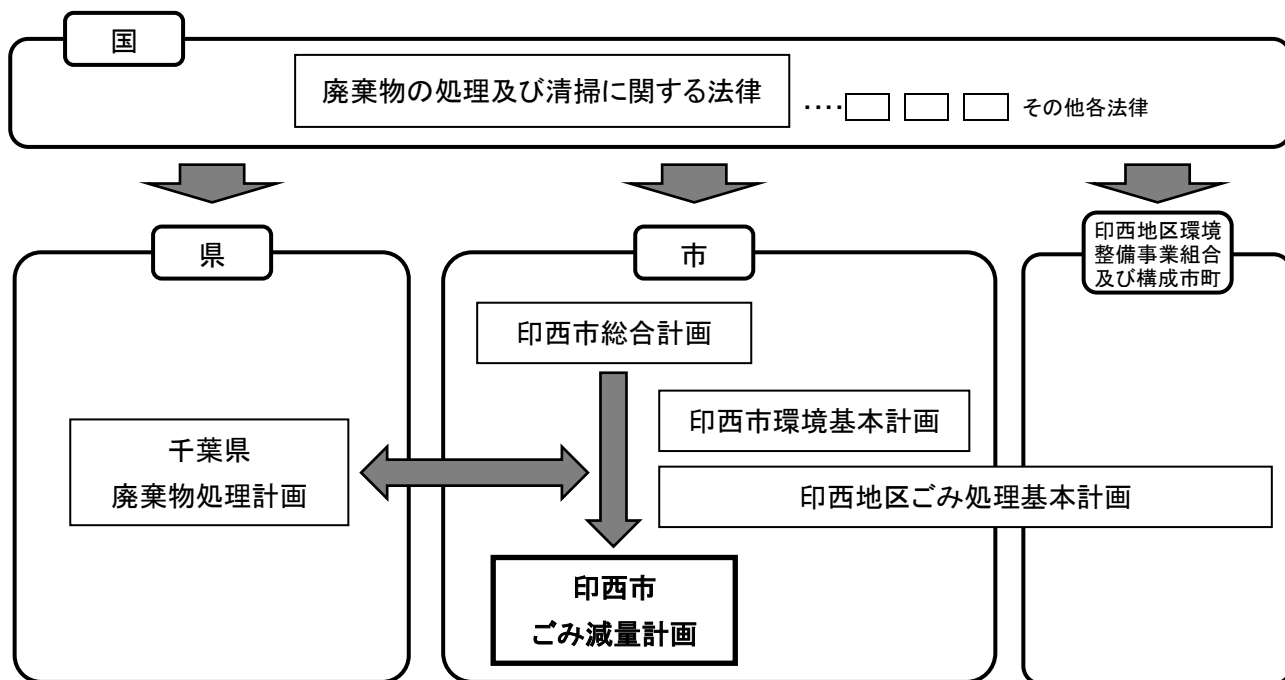 国
廃棄物の処理及び清掃に関する法律
････
その他各法律
県
市
印西地区環境
整備事業組合
及び構成市町
印西市総合計画
印西市環境基本計画
千葉県
廃棄物処理計画
印西地区ごみ処理基本計画
印西市
ごみ減量計画